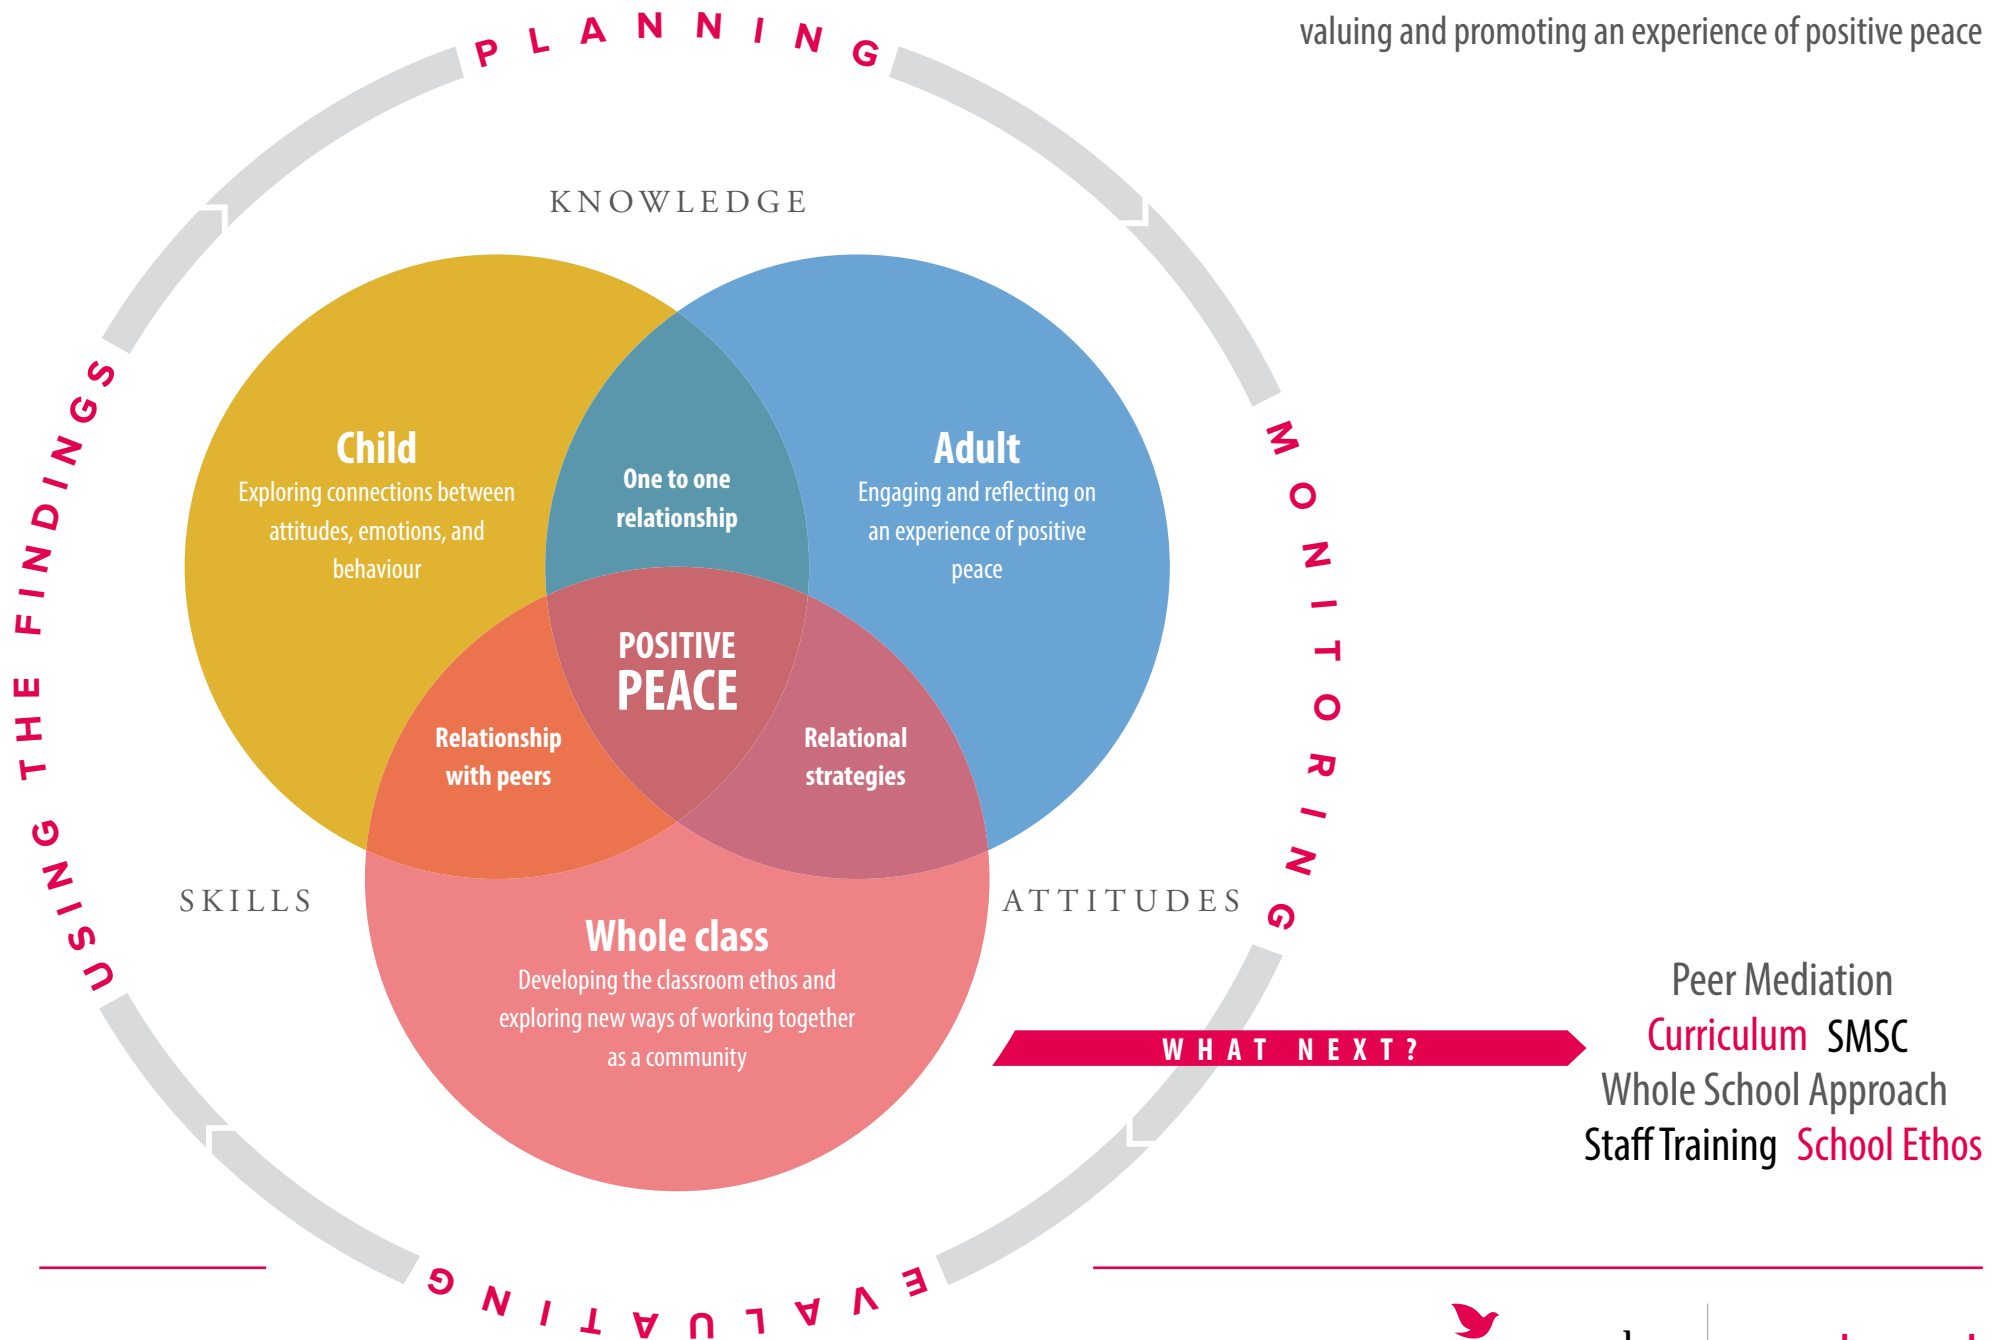 valuing and promoting an experience of positive peace
PLANNING
KNOWLEDGE
Child
Exploring connections between
attitudes, emotions, and
behaviour
One to one
relationship
Adult
Engaging and reflecting on
an experience of positive
peace
POSITIVE
PEACE
Relationship
with peers
Relational
strategies
SKILLS
ATTITUDES
Whole class
Developing the classroom ethos and
exploring new ways of working together
as a community
MONITORING
EVALUATING
USING THE FINDINGS
WHAT NEXT?
Peer Mediation
Curriculum SMSC
Whole School Approach
Staff Training School Ethos